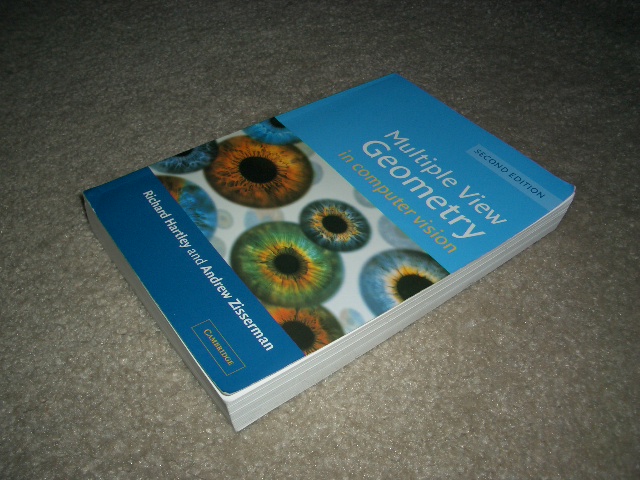 SECOND EDITION
Multiple View
Geometry
in computer vision
Richard Hartley and Andrew Zisserman
CAMBRIDGE